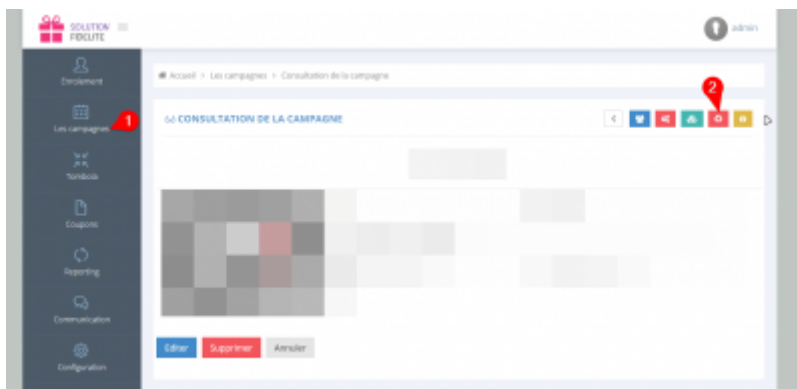 SOLUTION
FIDELITE
admin
Enrolement
Accueil > Les campagnes > Consultation de la campagne
Les campagnes
1
2
CONSULTATION DE LA CAMPAGNE
Tombola
Coupons
Reporting
Communication
Configuration
Editer Supprimer Annuler